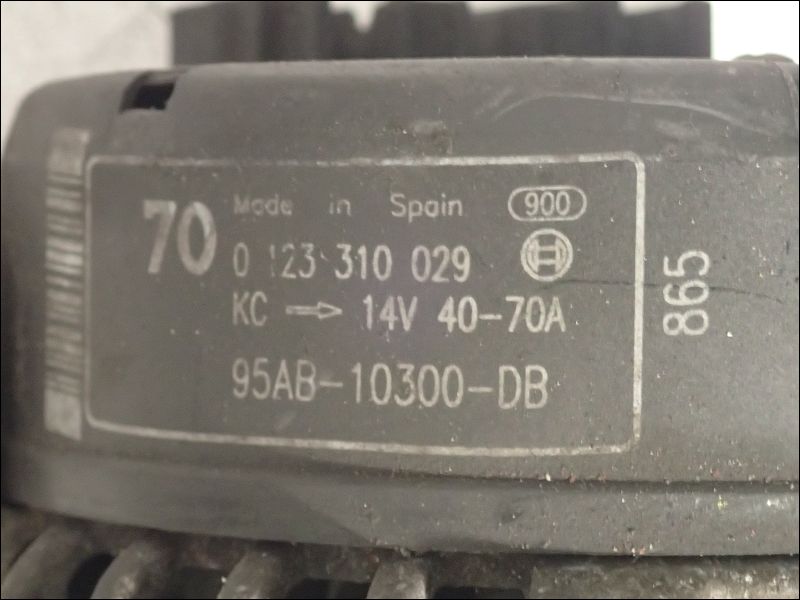 70 Made in Spain 900
0 123 310 029
KC → 14V 40-70A
95AB-10300-DB
865